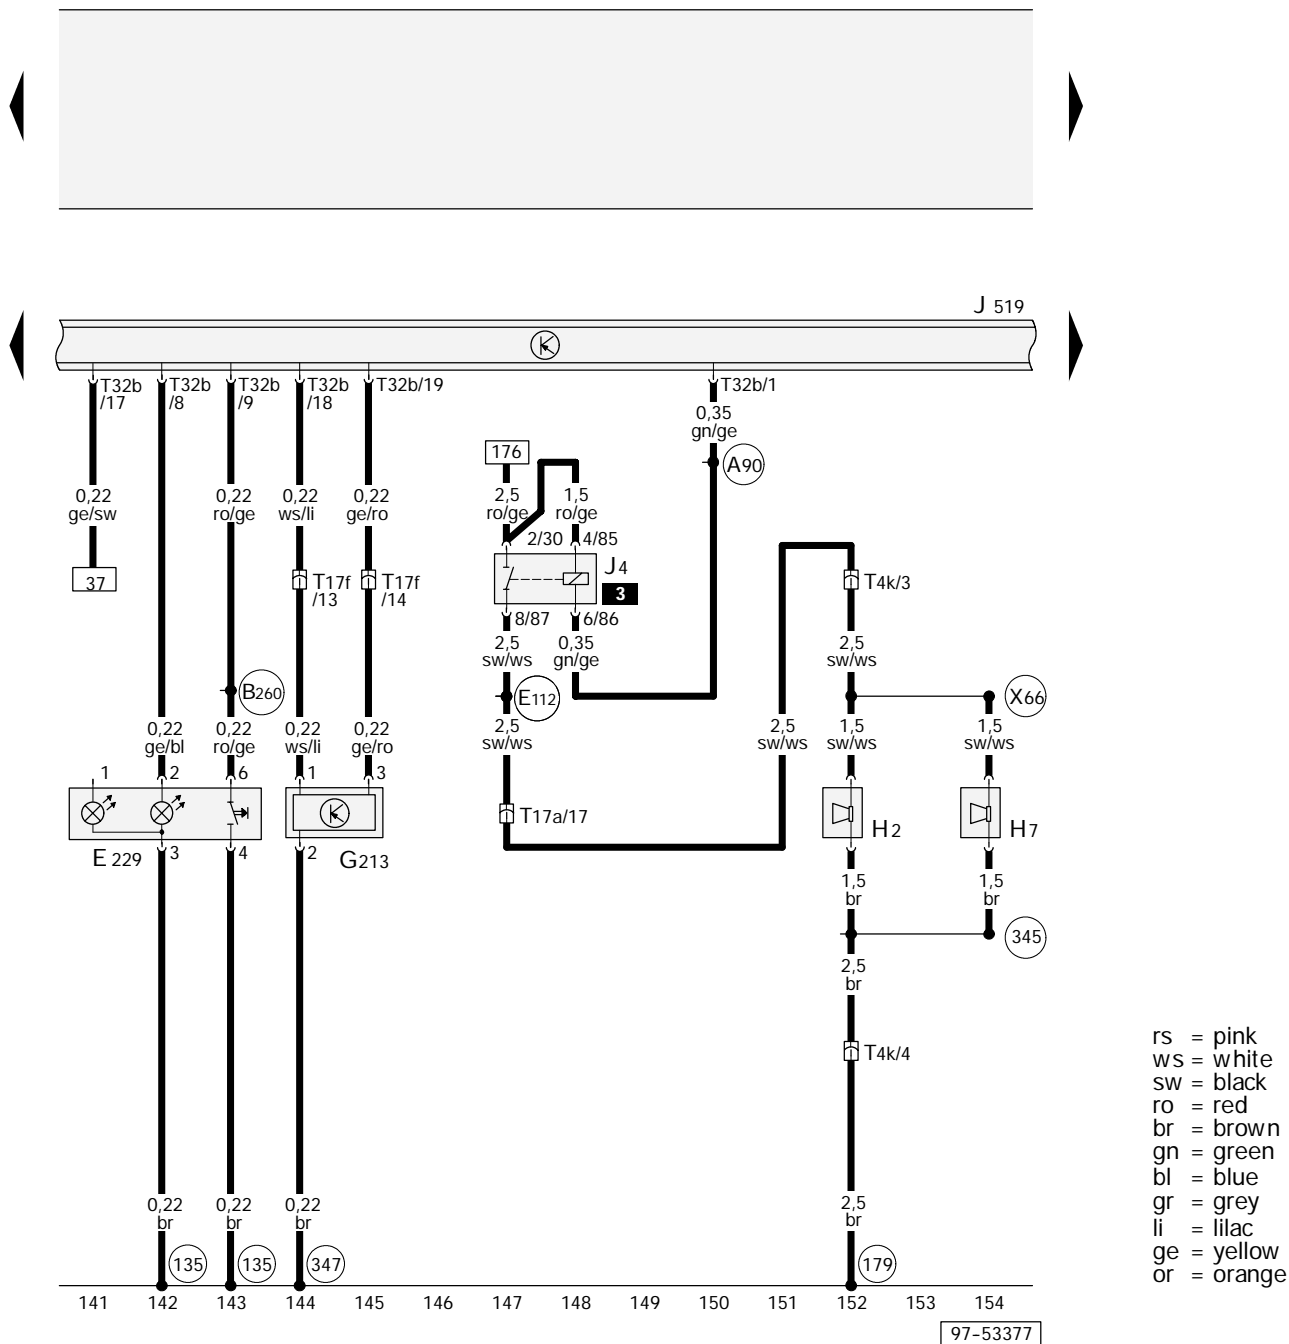 J 519
T32b
/17
T32b
/8
T32b
/9
T32b
/18
T32b/19
T32b/1
0,35
gn/ge
176
A90
0,22
ge/sw
0,22
ro/ge
0,22
ws/li
0,22
ge/ro
2,5
ro/ge
1,5
ro/ge
2/30
4/85
37
T17f
/13
T17f
/14
J4
3
T4k/3
8/87
6/86
2,5
sw/ws
0,35
gn/ge
2,5
sw/ws
B260
E112
X66
0,22
ge/bl
0,22
ro/ge
0,22
ws/li
0,22
ge/ro
2,5
sw/ws
2,5
sw/ws
1,5
sw/ws
1,5
sw/ws
1
2
6
1
3
T17a/17
H2
H7
E 229
3
4
2
G213
1,5
br
1,5
br
345
2,5
br
T4k/4
rs = pink
ws = white
sw = black
ro = red
br = brown
gn = green
bl = blue
gr = grey
li = lilac
ge = yellow
or = orange
0,22
br
0,22
br
0,22
br
2,5
br
135
135
347
179
141 142 143 144 145 146 147 148 149 150 151 152 153 154
97-53377